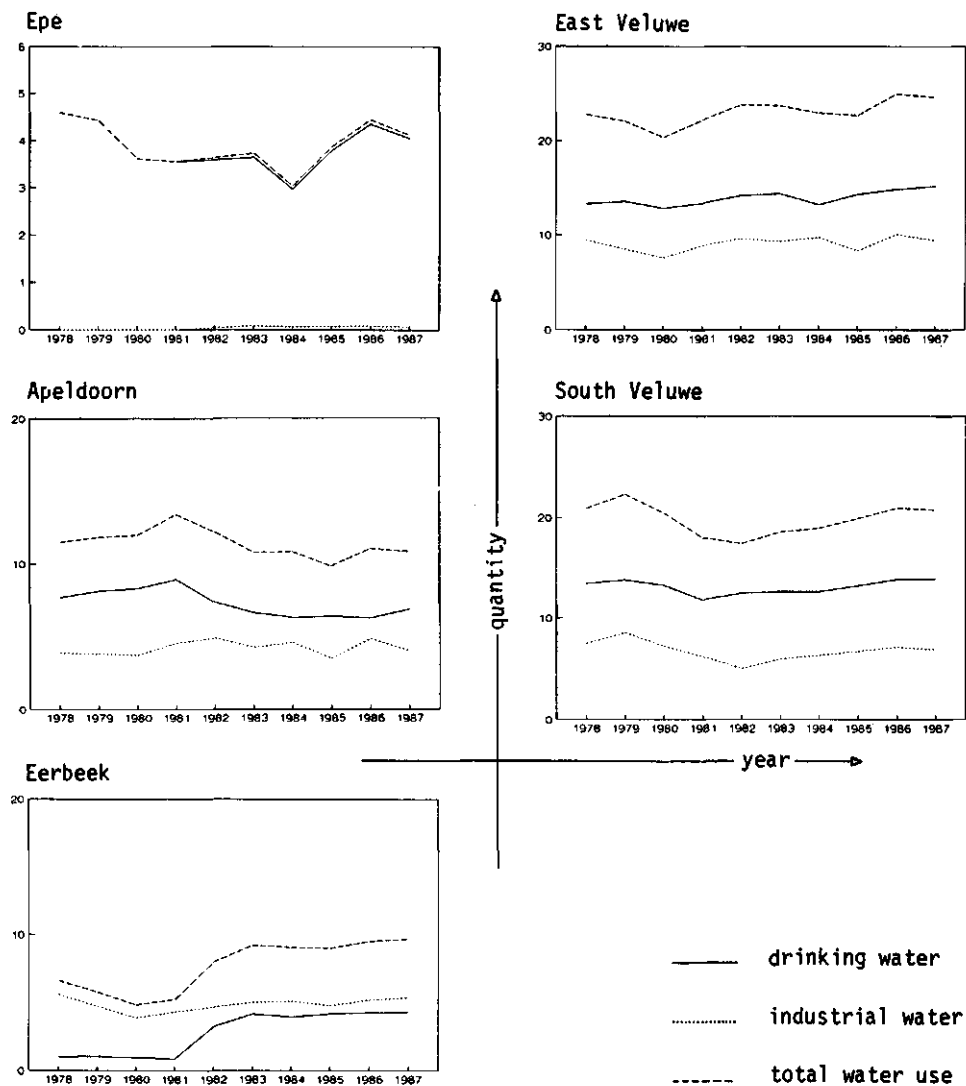 Epe
6
5
4
3
2
1
0
1978 1979 1980 1981 1982 1983 1984 1985 1986 1987
East Veluwe
30
20
10
0
1978 1979 1980 1981 1982 1983 1984 1985 1986 1987
Apeldoorn
20
10
0
1978 1979 1980 1981 1982 1983 1984 1985 1986 1987
South Veluwe
30
20
10
0
1978 1979 1980 1981 1982 1983 1984 1985 1986 1987
quantity
year
Eerbeek
20
10
0
1978 1979 1980 1981 1982 1983 1984 1985 1986 1987
drinking water
industrial water
total water use